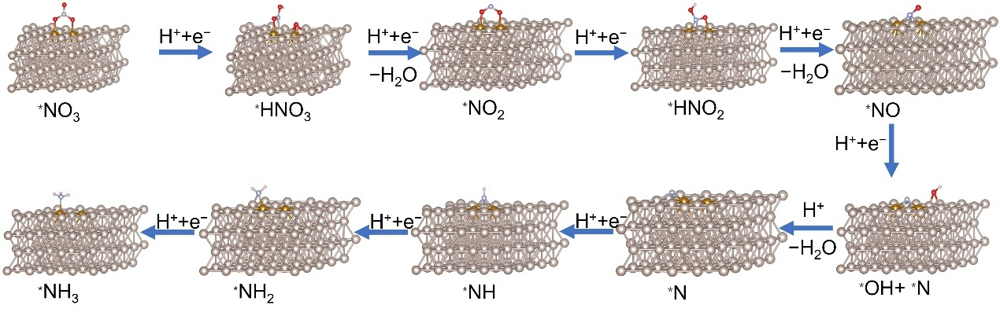 H⁺+e⁻
H⁺+e⁻
−H₂O
H⁺+e⁻
H⁺+e⁻
−H₂O
*NO₃
*HNO₃
*NO₂
*HNO₂
*NO
H⁺+e⁻
H⁺+e⁻
H⁺+e⁻
H⁺+e⁻
H⁺
−H₂O
*NH₃
*NH₂
*NH
*N
*OH+ *N